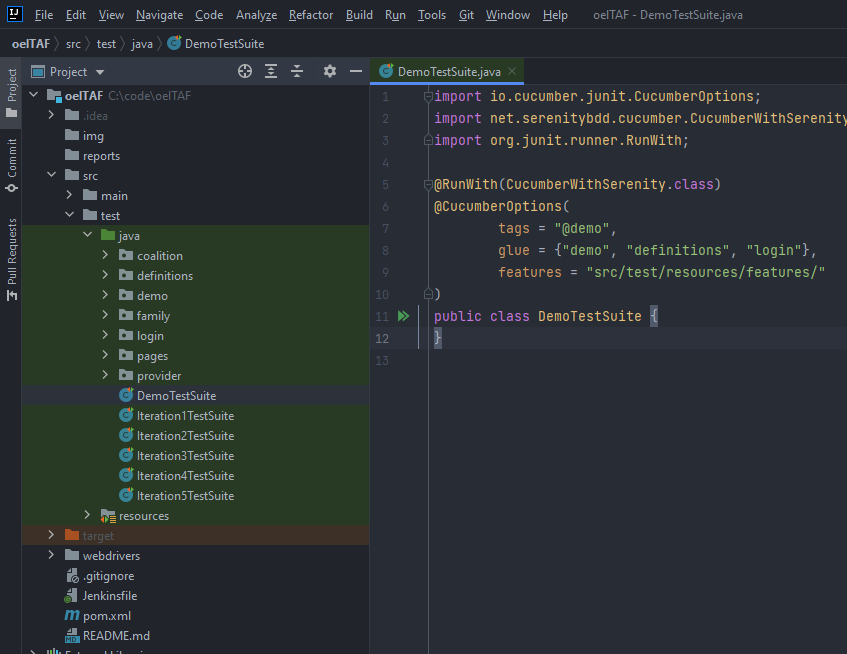 IJ File Edit View Navigate Code Analyze Refactor Build Run Tools Git Window Help oelTAF - DemoTestSuite.java
oelTAF src test java DemoTestSuite
Project
Commit
Pull Requests
Project
oelTAF C:\code\oelTAF
.idea
img
reports
src
main
test
java
coalition
definitions
demo
family
login
pages
provider
DemoTestSuite
Iteration1TestSuite
Iteration2TestSuite
Iteration3TestSuite
Iteration4TestSuite
Iteration5TestSuite
resources
target
webdrivers
.gitignore
Jenkinsfile
pom.xml
README.md
DemoTestSuite.java
1 import io.cucumber.junit.CucumberOptions;
2 import net.serenitybdd.cucumber.CucumberWithSerenity
3 import org.junit.runner.RunWith;
4
5 @RunWith(CucumberWithSerenity.class)
6 @CucumberOptions(
7 tags = "@demo",
8 glue = {"demo", "definitions", "login"},
9 features = "src/test/resources/features/"
10 )
11 public class DemoTestSuite {
12 }
13